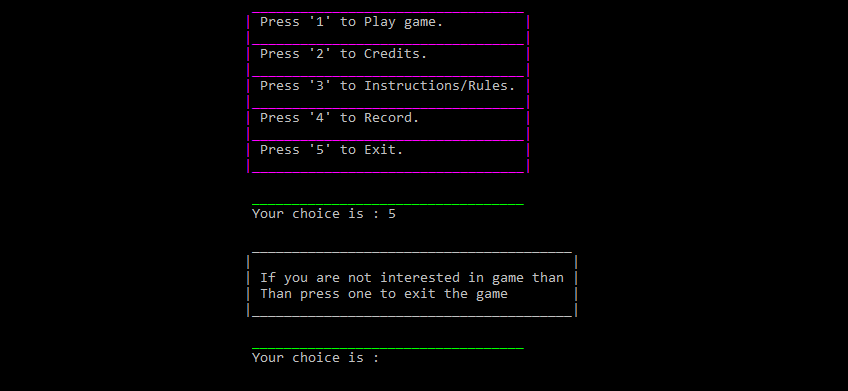 Press '1' to Play game.
Press '2' to Credits.
Press '3' to Instructions/Rules.
Press '4' to Record.
Press '5' to Exit.
Your choice is : 5
If you are not interested in game than
Than press one to exit the game
Your choice is :